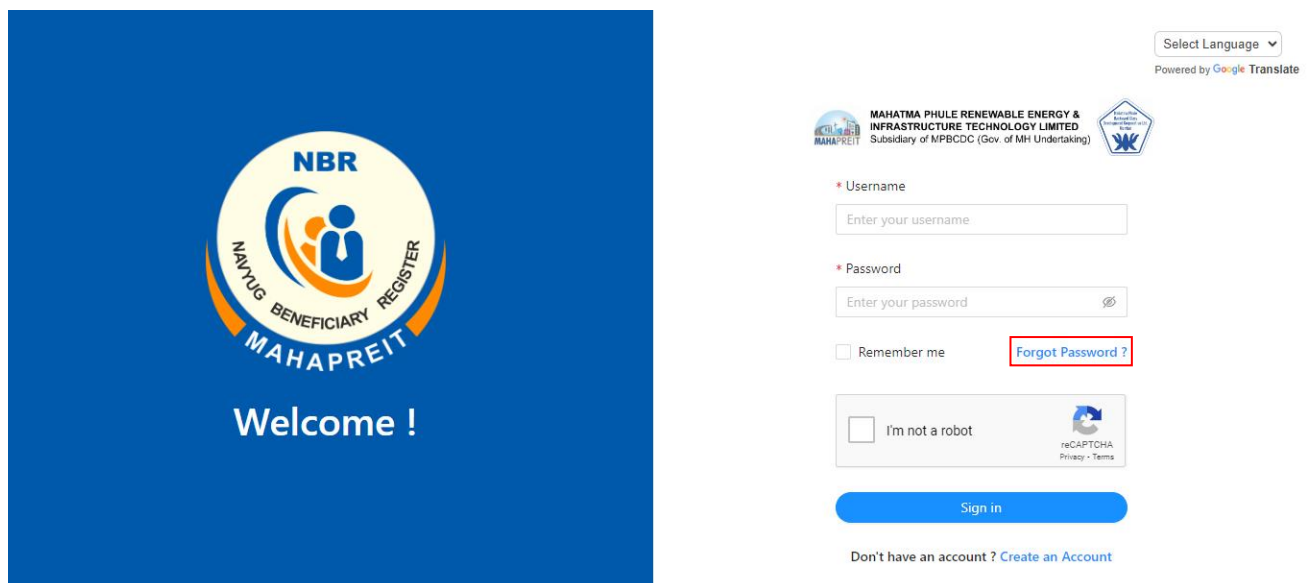 NBR
NAVYUG BENEFICIARY REGISTER
MAHAPREIT
Welcome !
Select Language
Powered by Google Translate
MAHAPREIT
MAHATMA PHULE RENEWABLE ENERGY &
INFRASTRUCTURE TECHNOLOGY LIMITED
Subsidiary of MPBCDC (Gov. of MH Undertaking)
* Username
Enter your username
* Password
Enter your password
Remember me
Forgot Password ?
I'm not a robot
reCAPTCHA
Privacy - Terms
Sign in
Don't have an account ? Create an Account